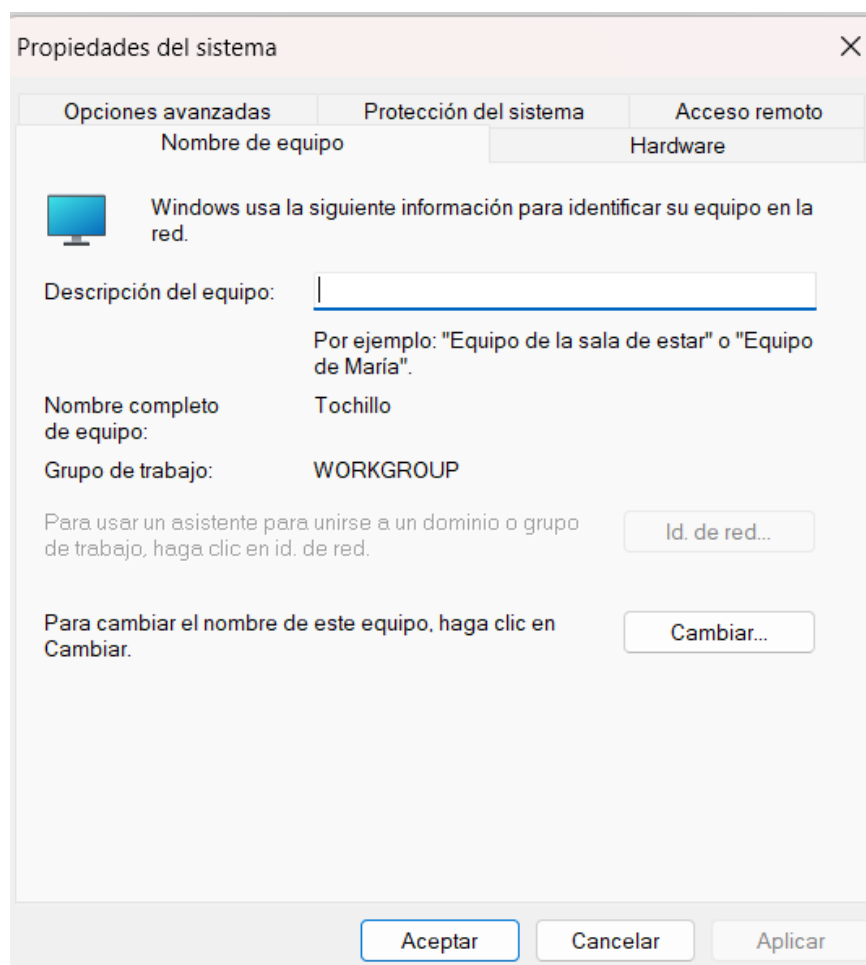 Propiedades del sistema
Opciones avanzadas
Protección del sistema
Acceso remoto
Nombre de equipo
Hardware
Windows usa la siguiente información para identificar su equipo en la
red.
Descripción del equipo:
Por ejemplo: "Equipo de la sala de estar" o "Equipo
de María".
Nombre completo
de equipo:
Tochillo
Grupo de trabajo:
WORKGROUP
Para usar un asistente para unirse a un dominio o grupo
de trabajo, haga clic en id. de red.
Id. de red...
Para cambiar el nombre de este equipo, haga clic en
Cambiar.
Cambiar...
Aceptar
Cancelar
Aplicar